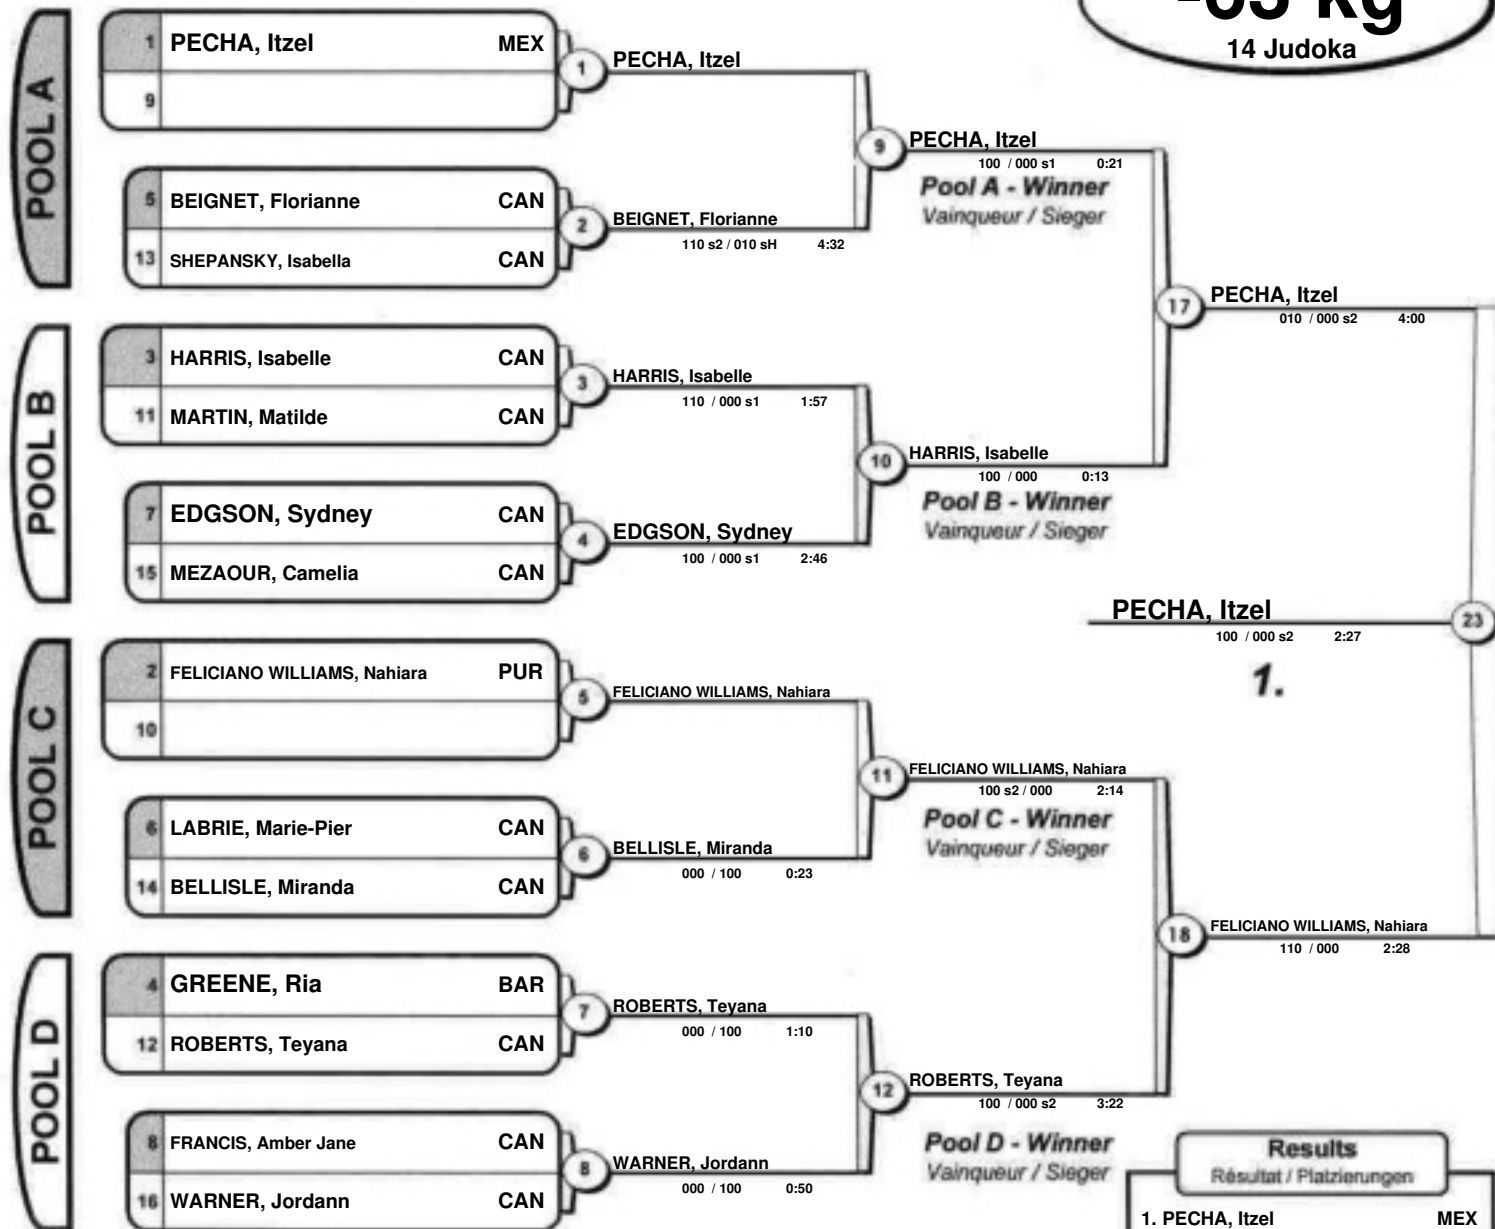 -63 kg
14 Judoka
POOL A
1 PECHA, Itzel MEX
9
5 BEIGNET, Florianne CAN
13 SHEPANSKY, Isabella CAN
1 PECHA, Itzel
2 BEIGNET, Florianne
110 s2 / 010 sH 4:32
9 PECHA, Itzel
100 / 000 s1 0:21
Pool A - Winner
Vainqueur / Sieger
POOL B
3 HARRIS, Isabelle CAN
11 MARTIN, Matilde CAN
7 EDGSON, Sydney CAN
15 MEZAOUR, Camelia CAN
3 HARRIS, Isabelle
110 / 000 s1 1:57
4 EDGSON, Sydney
100 / 000 s1 2:46
10 HARRIS, Isabelle
100 / 000 0:13
Pool B - Winner
Vainqueur / Sieger
17 PECHA, Itzel
010 / 000 s2 4:00
PECHA, Itzel 23
100 / 000 s2 2:27
1.
POOL C
2 FELICIANO WILLIAMS, Nahiara PUR
10
6 LABRIE, Marie-Pier CAN
14 BELLISLE, Miranda CAN
5 FELICIANO WILLIAMS, Nahiara
6 BELLISLE, Miranda
000 / 100 0:23
11 FELICIANO WILLIAMS, Nahiara
100 s2 / 000 2:14
Pool C - Winner
Vainqueur / Sieger
18 FELICIANO WILLIAMS, Nahiara
110 / 000 2:28
POOL D
4 GREENE, Ria BAR
12 ROBERTS, Teyana CAN
8 FRANCIS, Amber Jane CAN
16 WARNER, Jordann CAN
7 ROBERTS, Teyana
000 / 100 1:10
8 WARNER, Jordann
000 / 100 0:50
12 ROBERTS, Teyana
100 / 000 s2 3:22
Pool D - Winner
Vainqueur / Sieger
Results
Résultat / Platzierungen
1. PECHA, Itzel MEX